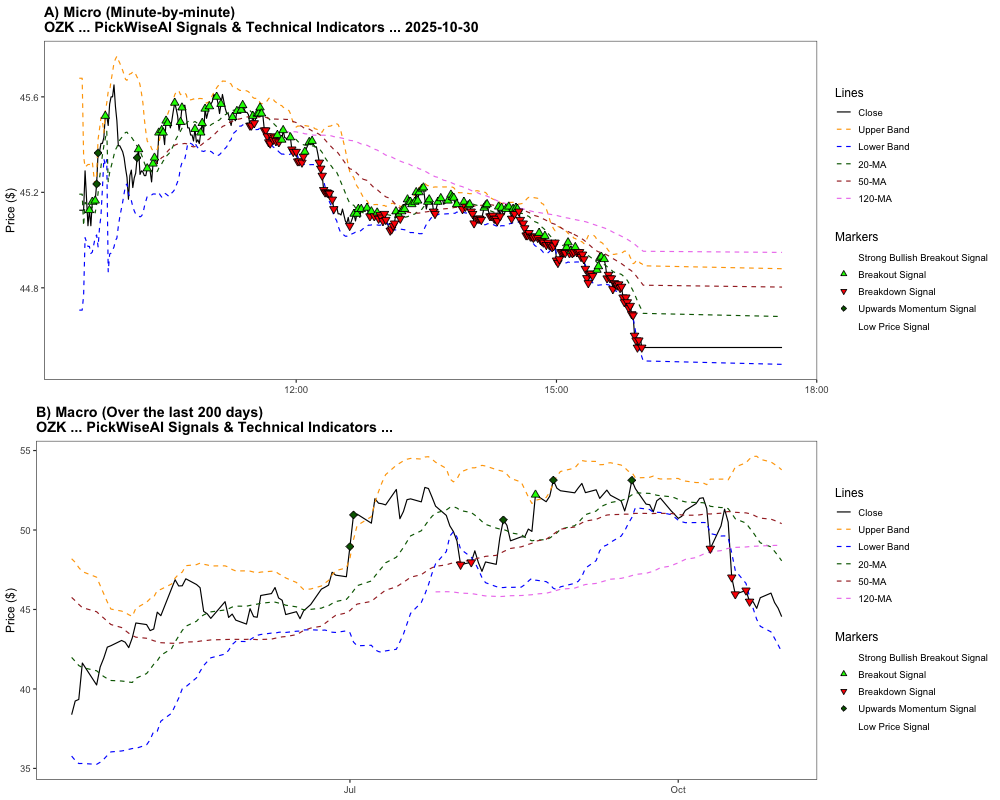 A) Micro (Minute-by-minute)
OZK ... PickWiseAI Signals & Technical Indicators ... 2025-10-30
Price ($)
45.6
45.2
44.8
12:00
15:00
18:00
Lines
Close
Upper Band
Lower Band
20-MA
50-MA
120-MA
Markers
Strong Bullish Breakout Signal
Breakout Signal
Breakdown Signal
Upwards Momentum Signal
Low Price Signal
B) Macro (Over the last 200 days)
OZK ... PickWiseAI Signals & Technical Indicators ...
Price ($)
55
50
45
40
35
Jul
Oct
Lines
Close
Upper Band
Lower Band
20-MA
50-MA
120-MA
Markers
Strong Bullish Breakout Signal
Breakout Signal
Breakdown Signal
Upwards Momentum Signal
Low Price Signal